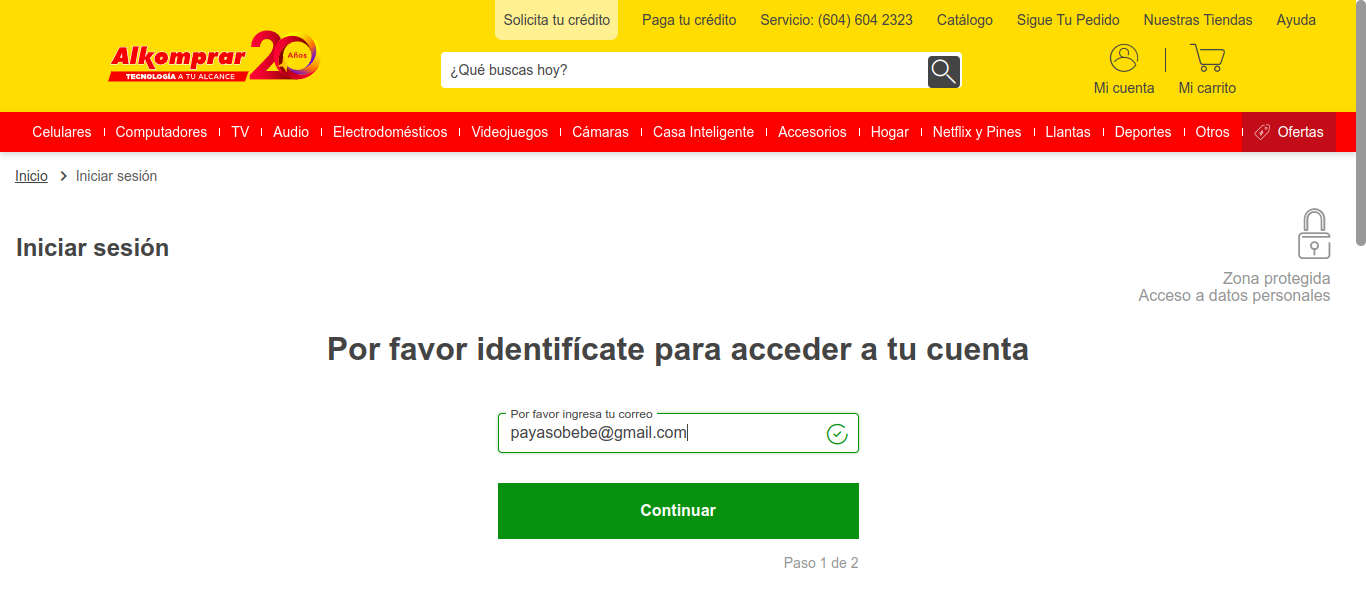 Solicita tu crédito Paga tu crédito Servicio: (604) 604 2323 Catálogo Sigue Tu Pedido Nuestras Tiendas Ayuda
Alkomprar 20 Años
TECNOLOGÍA A TU ALCANCE
¿Qué buscas hoy?
Mi cuenta Mi carrito
Celulares Computadores TV Audio Electrodomésticos Videojuegos Cámaras Casa Inteligente Accesorios Hogar Netflix y Pines Llantas Deportes Otros Ofertas
Inicio Iniciar sesión
Iniciar sesión
Zona protegida
Acceso a datos personales
Por favor identifícate para acceder a tu cuenta
Por favor ingresa tu correo
payasobebe@gmail.com
Continuar
Paso 1 de 2